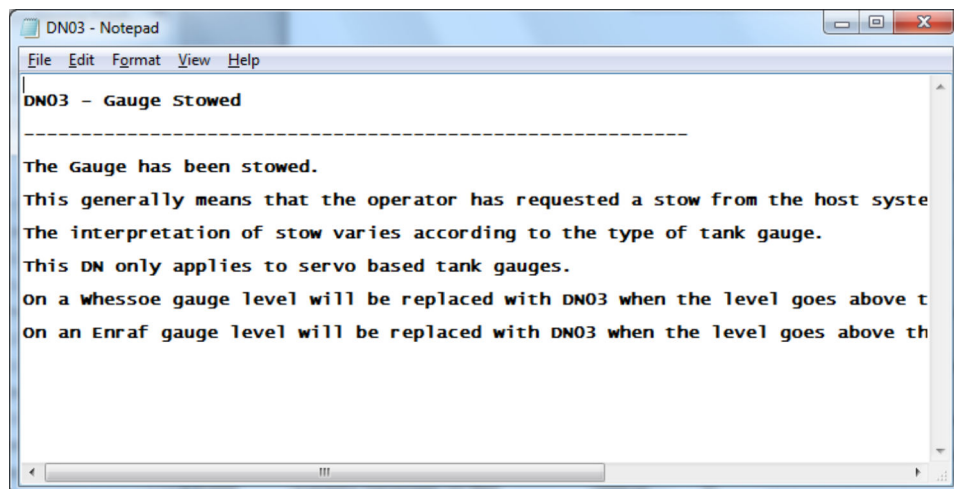 DN03 - Notepad
File Edit Format View Help
DN03 - Gauge Stowed
----------------------------------------------------------
The Gauge has been stowed.
This generally means that the operator has requested a stow from the host syste
The interpretation of stow varies according to the type of tank gauge.
This DN only applies to servo based tank gauges.
On a Whessoe gauge level will be replaced with DN03 when the level goes above t
On an Enraf gauge level will be replaced with DN03 when the level goes above th